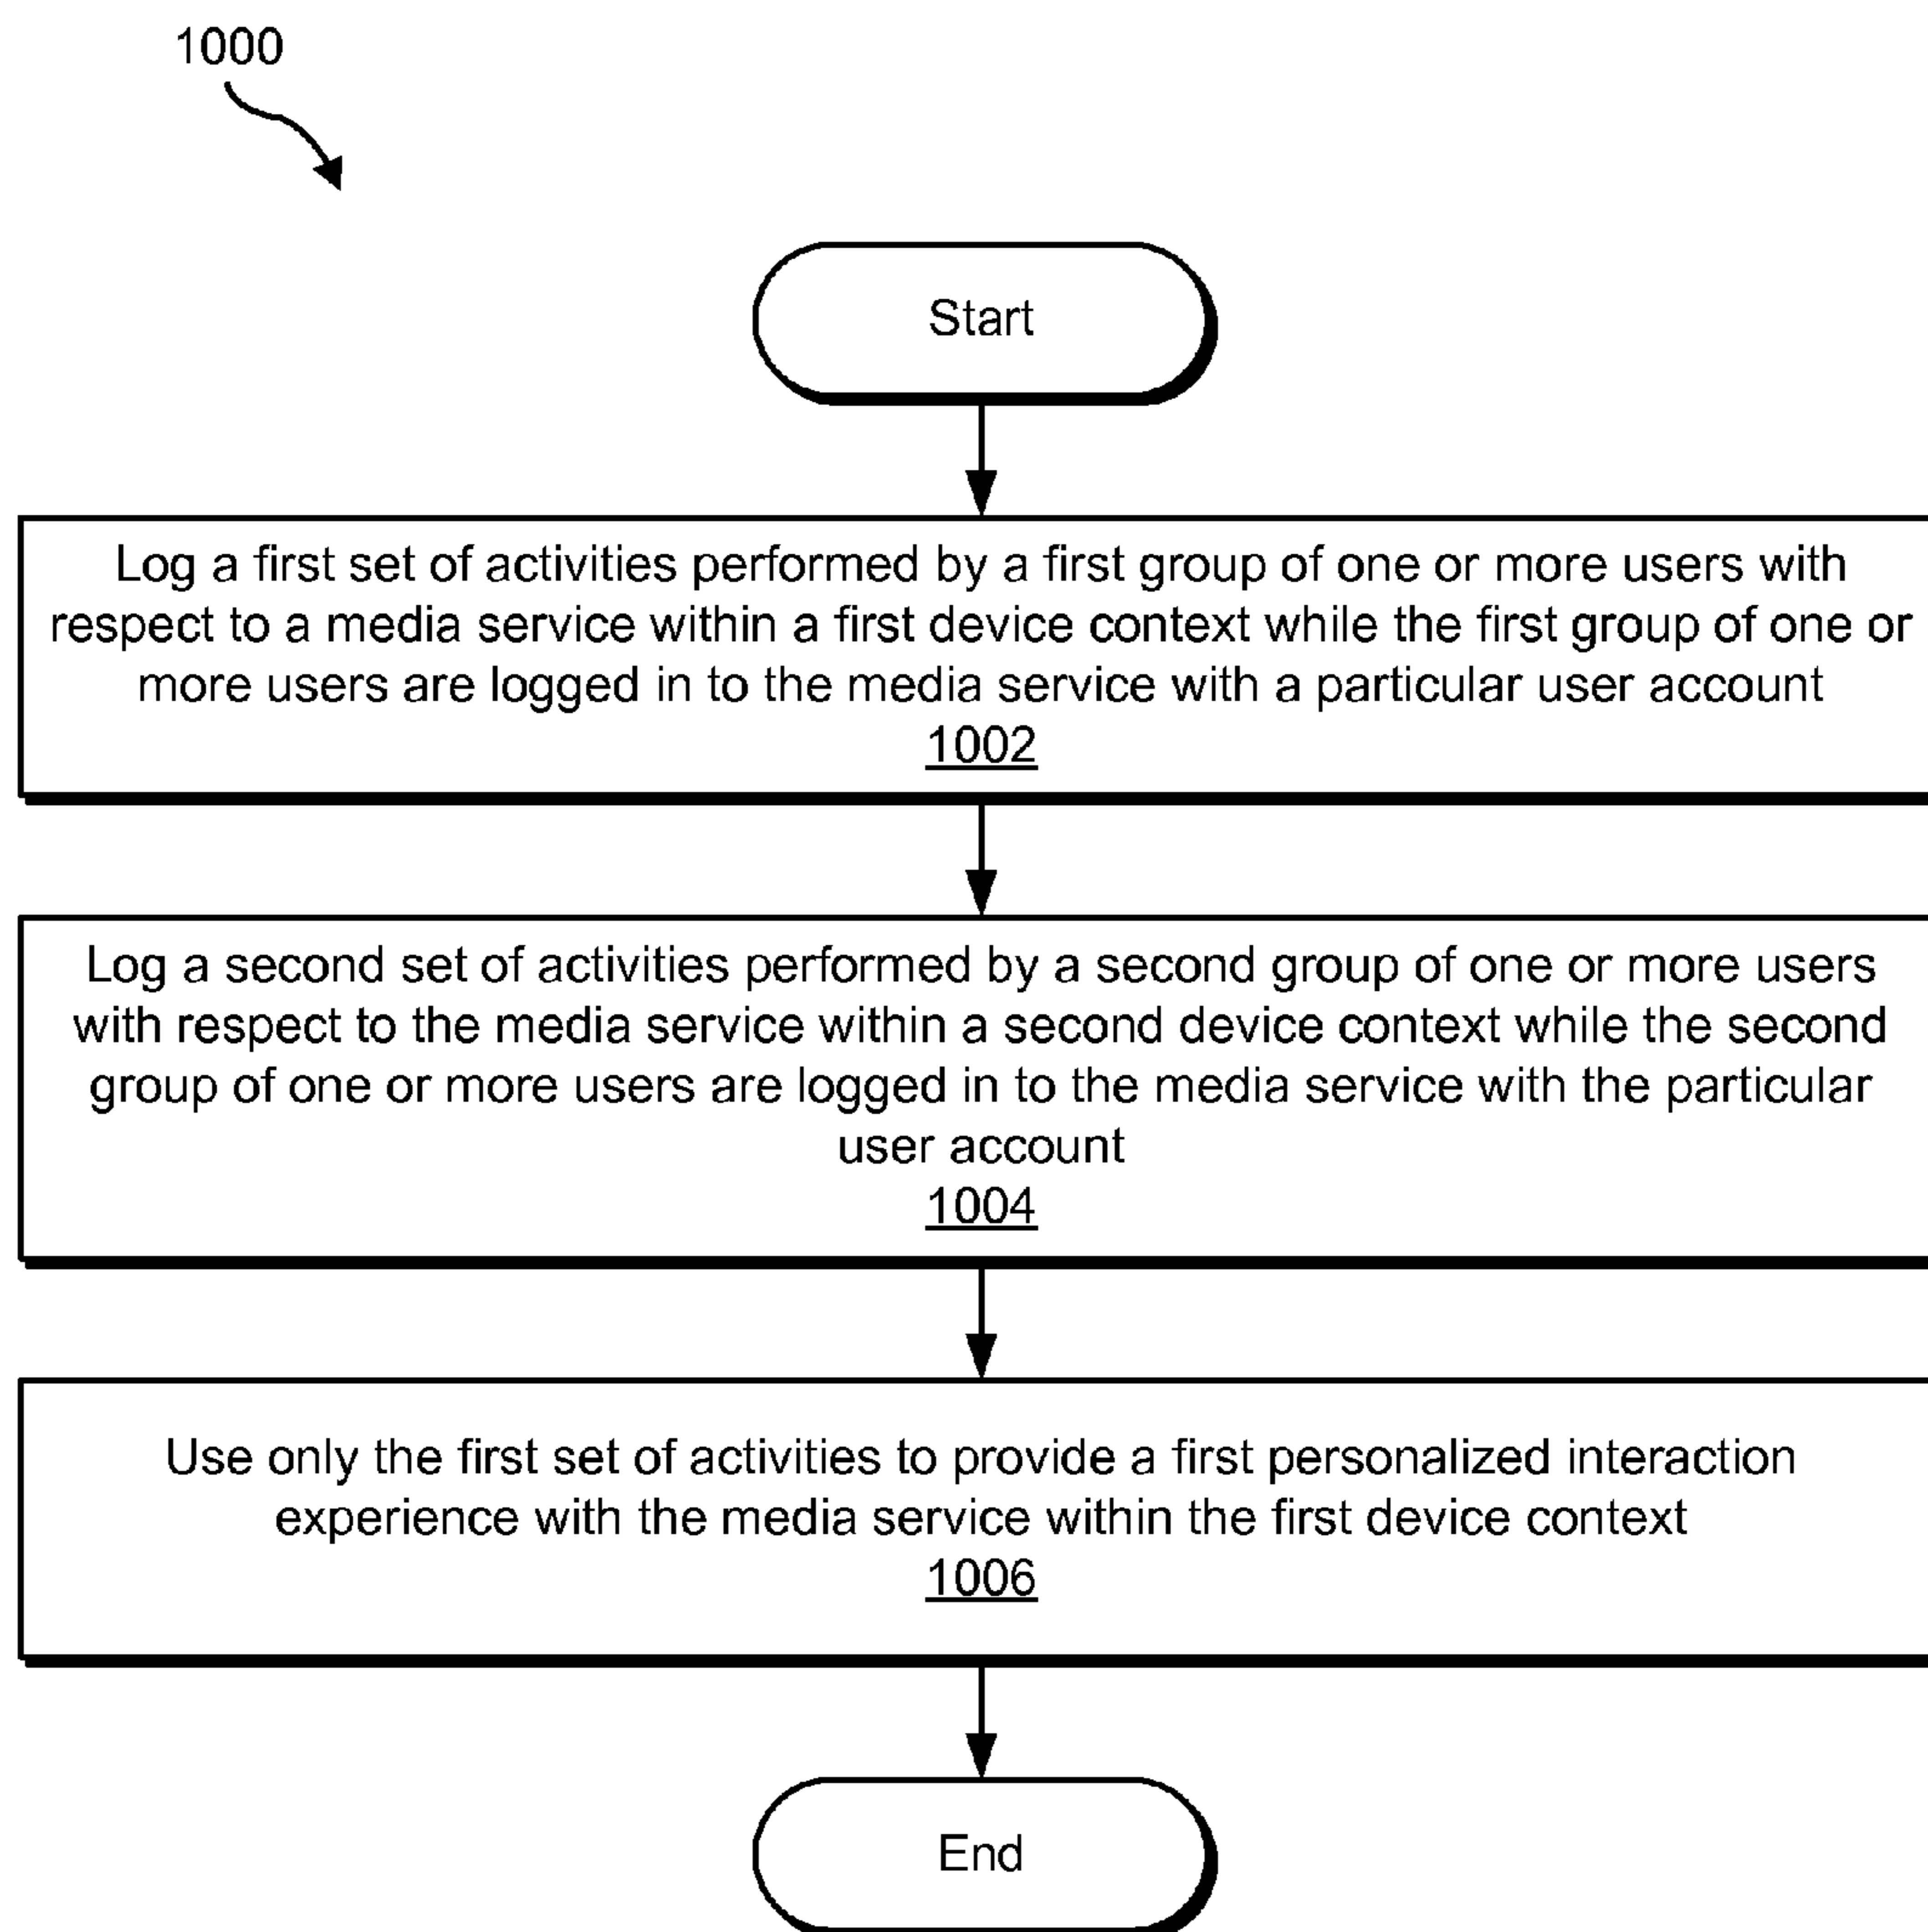 1000
Start
Log a first set of activities performed by a first group of one or more users with
respect to a media service within a first device context while the first group of one or
more users are logged in to the media service with a particular user account
1002
Log a second set of activities performed by a second group of one or more users
with respect to the media service within a second device context while the second
group of one or more users are logged in to the media service with the particular
user account
1004
Use only the first set of activities to provide a first personalized interaction
experience with the media service within the first device context
1006
End